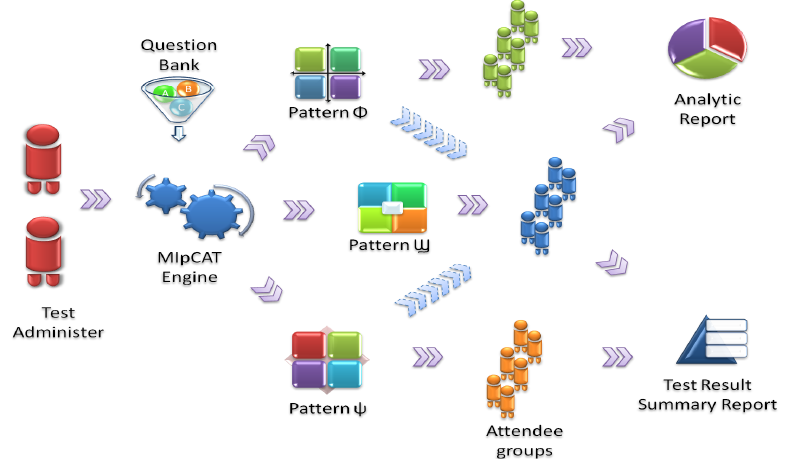 Question
Bank
A
B
C
Pattern Φ
Analytic
Report
MIpCAT
Engine
Pattern Щ
Test
Administer
Pattern ψ
Attendee
groups
Test Result
Summary Report